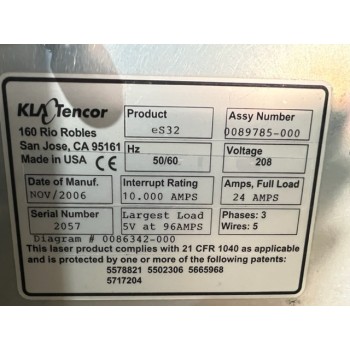 KLA Tencor
160 Rio Robles
San Jose, CA 95161
Made in USA CE
Product
eS32
Assy Number
0089785-000
Hz
50/60
Voltage
208
Date of Manuf.
NOV/2006
Interrupt Rating
10,000 AMPS
Amps, Full Load
24 AMPS
Serial Number
2057
Largest Load
5V at 96AMPS
Phases: 3
Wires: 5
Diagram # 0086342-000
This laser product complies with 21 CFR 1040 as applicable
and is protected by one or more of the following patents:
5578821 5502306 5665968
5717204